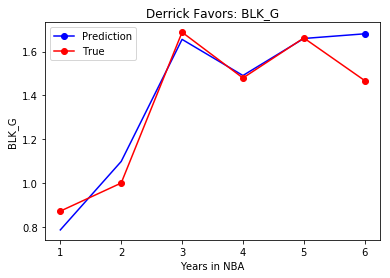 Derrick Favors: BLK_G
Prediction
True
BLK_G
1.6
1.4
1.2
1.0
0.8
1 2 3 4 5 6
Years in NBA